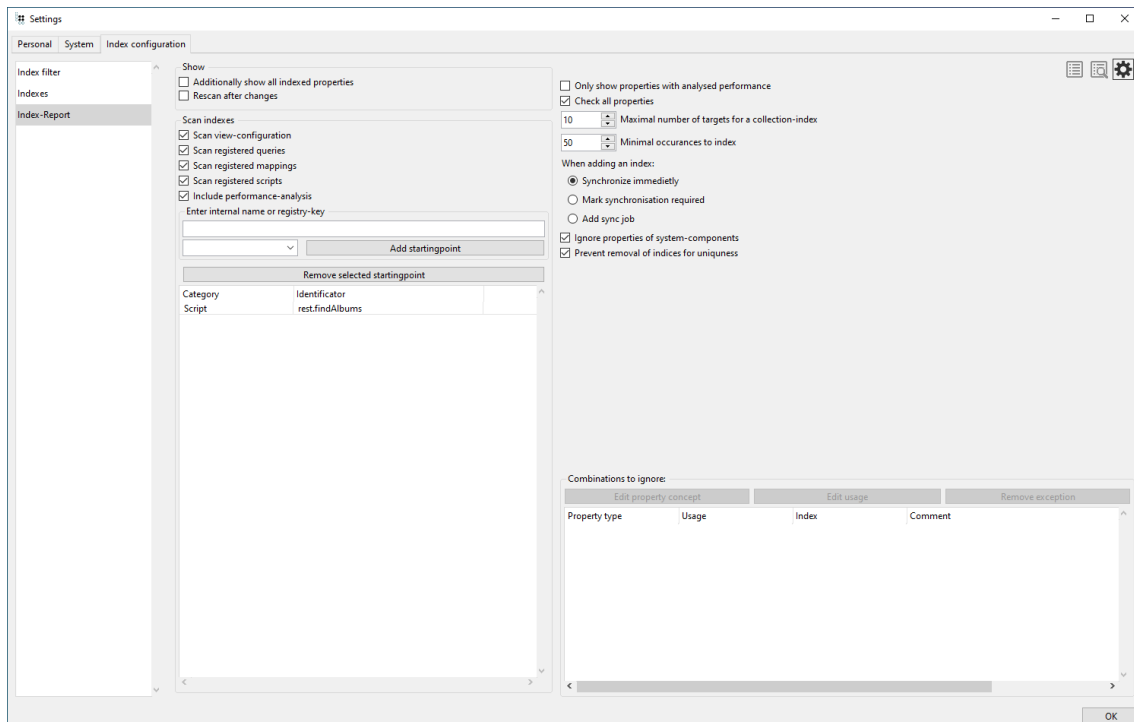 Settings
Personal System Index configuration
Index filter
Indexes
Index-Report
Show
Additionally show all indexed properties
Rescan after changes
Scan indexes
Scan view-configuration
Scan registered queries
Scan registered mappings
Scan registered scripts
Include performance-analysis
Enter internal name or registry-key
Add startingpoint
Remove selected startingpoint
Category Identificator
Script rest.findAlbums
Only show properties with analysed performance
Check all properties
10 Maximal number of targets for a collection-index
50 Minimal occurances to index
When adding an index:
Synchronize immedietly
Mark synchronisation required
Add sync job
Ignore properties of system-components
Prevent removal of indices for uniquness
Combinations to ignore:
Edit property concept Edit usage Remove exception
Property type Usage Index Comment
OK